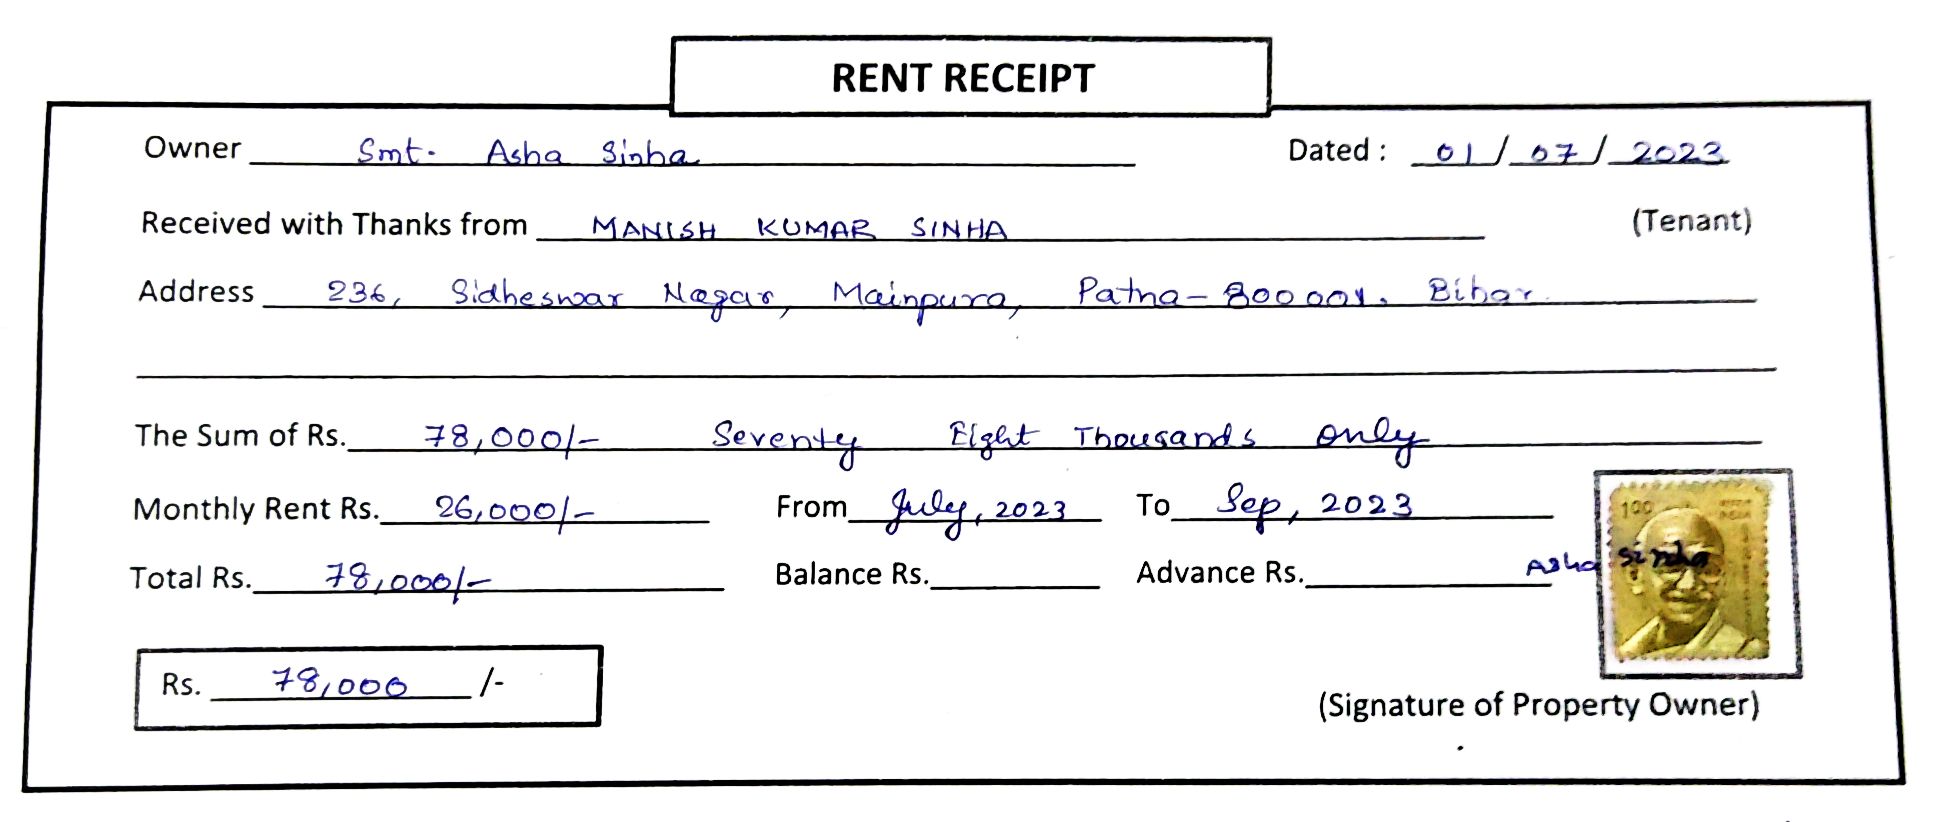 RENT RECEIPT
Owner Smt. Asha Sinha Dated : 01/07/2023
Received with Thanks from MANISH KUMAR SINHA (Tenant)
Address 236, Sidheswar Nagar, Mainpura, Patna - 800001. Bihar
The Sum of Rs. 78,000/- Seventy Eight Thousands only
Monthly Rent Rs. 26,000/- From July, 2023 To Sep, 2023
Total Rs. 78,000/- Balance Rs. Advance Rs. Asha Sinha
100
Rs. 78,000 /-
(Signature of Property Owner)